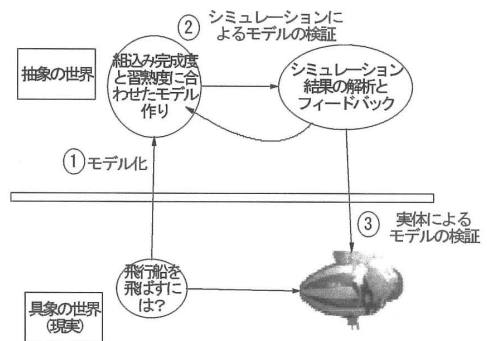 ② シミュレーションに
よるモデルの検証
抽象の世界
組込み完成度
と習熟度に合
わせたモデル
作り
シミュレーション
結果の解析と
フィードバック
① モデル化
③ 実体による
モデルの検証
飛行船を
飛ばすに
は?
具象の世界
(現実)